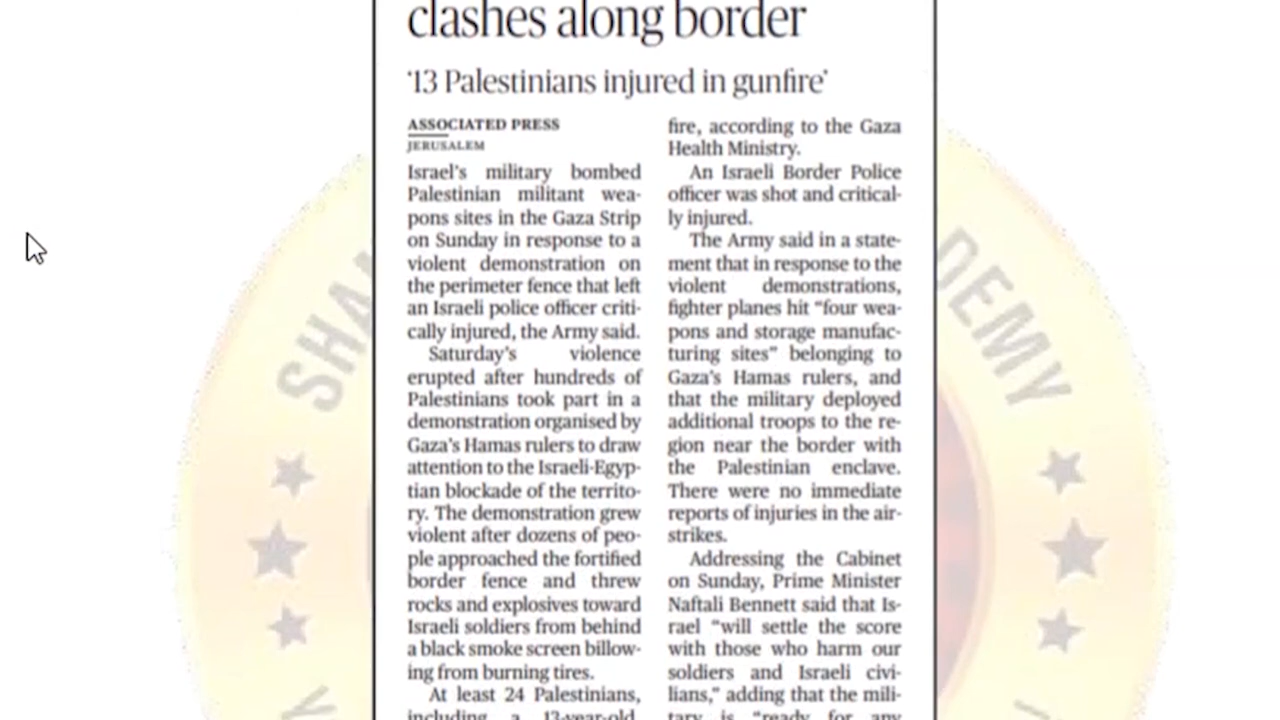 clashes along border
'13 Palestinians injured in gunfire'
ASSOCIATED PRESS
JERUSALEM
Israel's military bombed
Palestinian militant wea-
pons sites in the Gaza Strip
on Sunday in response to a
violent demonstration on
the perimeter fence that left
an Israeli police officer criti-
cally injured, the Army said.
Saturday's violence
erupted after hundreds of
Palestinians took part in a
demonstration organised by
Gaza's Hamas rulers to draw
attention to the Israeli-Egyp-
tian blockade of the territo-
ry. The demonstration grew
violent after dozens of peo-
ple approached the fortified
border fence and threw
rocks and explosives toward
Israeli soldiers from behind
a black smoke screen billow-
ing from burning tires.
At least 24 Palestinians,
including a 13-year-old,
fire, according to the Gaza
Health Ministry.
An Israeli Border Police
officer was shot and critical-
ly injured.
The Army said in a state-
ment that in response to the
violent demonstrations,
fighter planes hit "four wea-
pons and storage manufac-
turing sites" belonging to
Gaza's Hamas rulers, and
that the military deployed
additional troops to the re-
gion near the border with
the Palestinian enclave.
There were no immediate
reports of injuries in the air-
strikes.
Addressing the Cabinet
on Sunday, Prime Minister
Naftali Bennett said that Is-
rael "will settle the score
with those who harm our
soldiers and Israeli civi-
lians," adding that the mili-
tary is "ready for any
SHA
DEMY